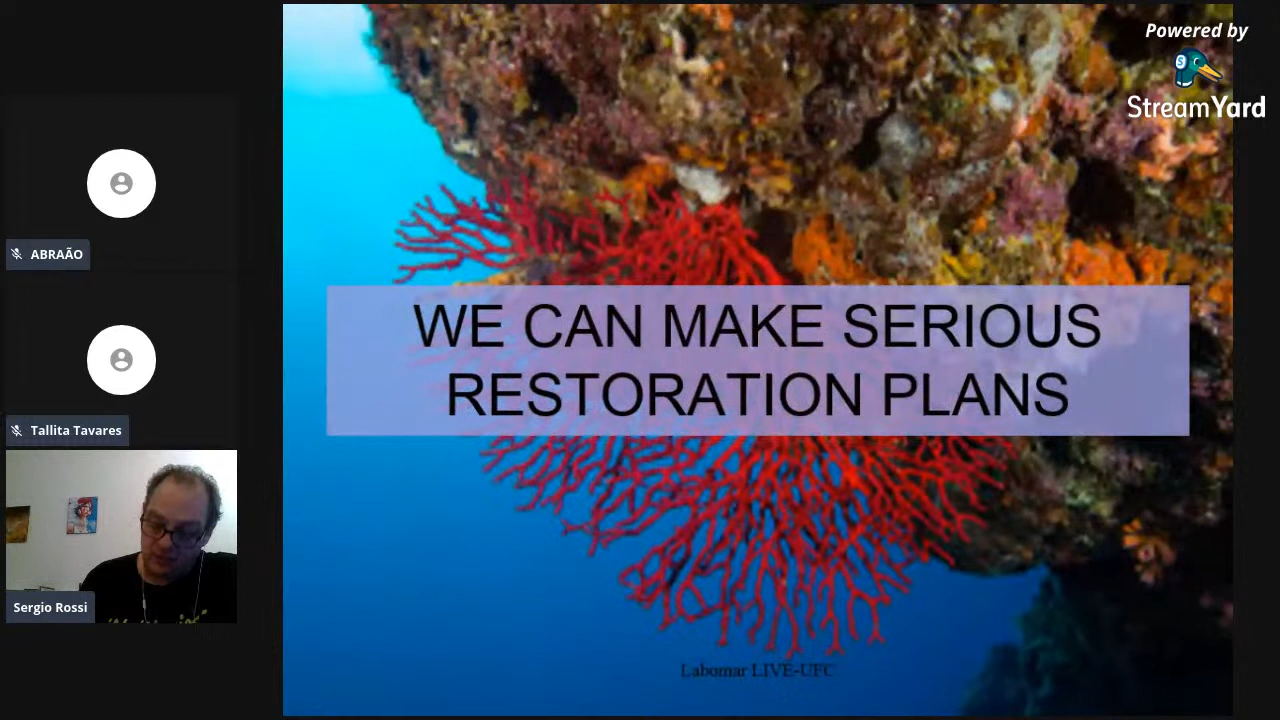 Powered by
StreamYard
ABRAÃO
Tallita Tavares
Sergio Rossi
WE CAN MAKE SERIOUS
RESTORATION PLANS
Labomar LIVE-UFC